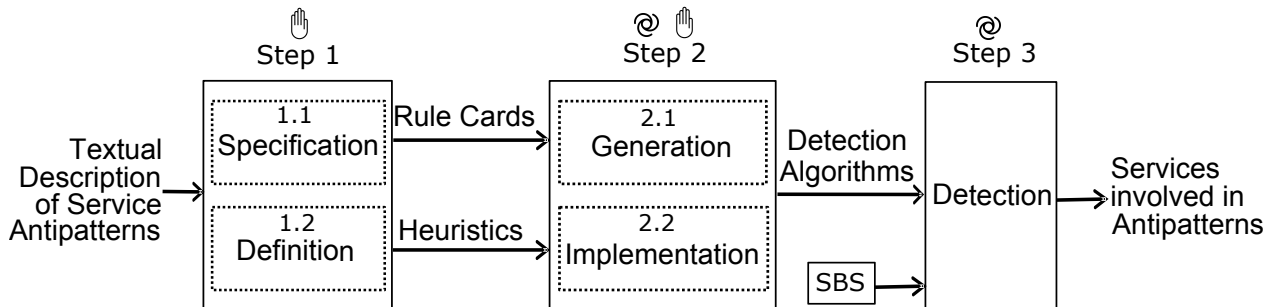 Step 1
Step 2
Step 3
Textual
Description
of Service
Antipatterns
1.1
Specification
1.2
Definition
Rule Cards
Heuristics
2.1
Generation
2.2
Implementation
Detection
Algorithms
SBS
Detection
Services
involved in
Antipatterns